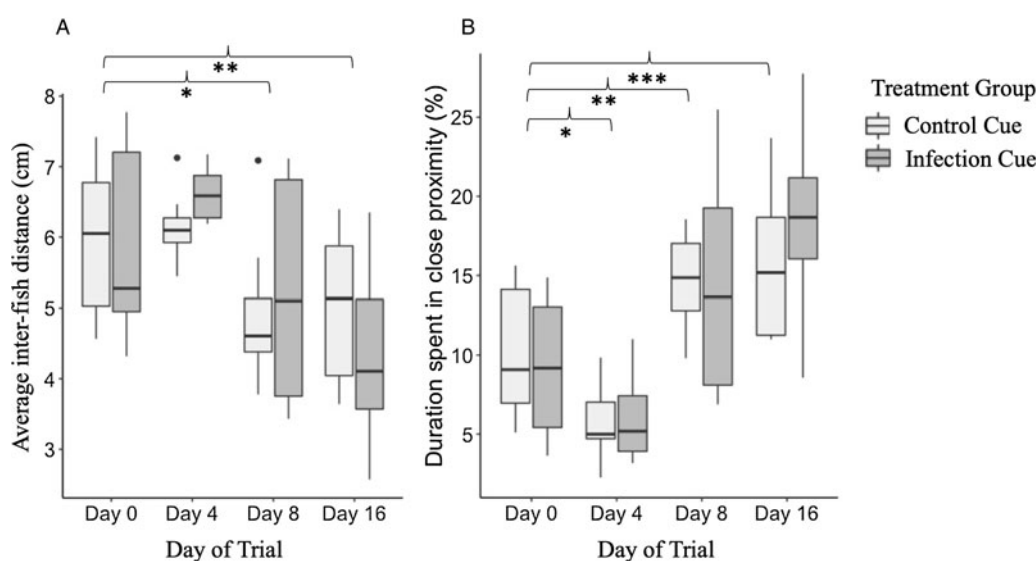 A
B
**
*
***
**
*
Treatment Group
Control Cue
Infection Cue
Average inter-fish distance (cm)
8
7
6
5
4
3
Day 0 Day 4 Day 8 Day 16
Day of Trial
Duration spent in close proximity (%)
25
20
15
10
5
Day 0 Day 4 Day 8 Day 16
Day of Trial